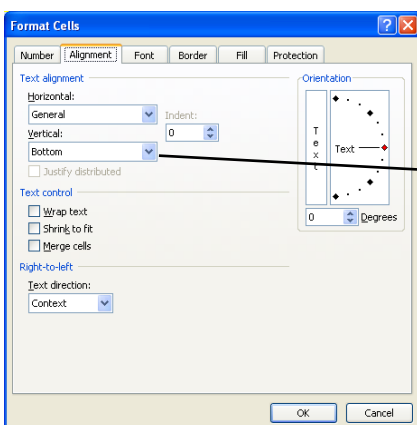 Format Cells
Number Alignment Font Border Fill Protection
Text alignment
Horizontal:
General
Indent:
0
Vertical:
Bottom
Justify distributed
Text control
Wrap text
Shrink to fit
Merge cells
Right-to-left
Text direction:
Context
Orientation
Text
Text
0 Degrees
OK Cancel